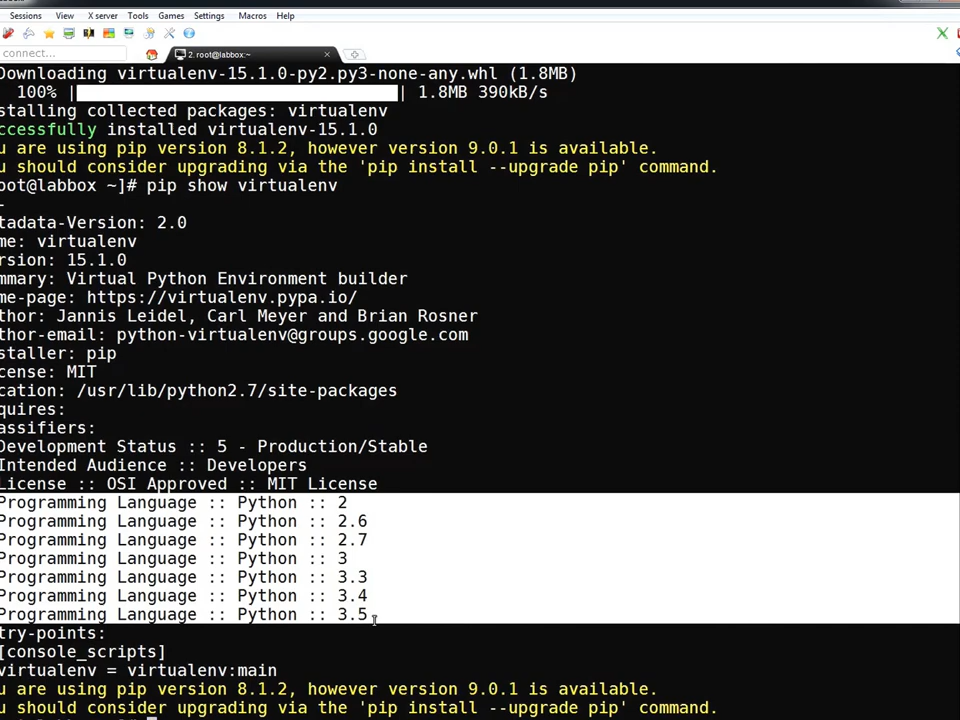 Sessions View X server Tools Games Settings Macros Help
connect... 2. root@labbox:~
Downloading virtualenv-15.1.0-py2.py3-none-any.whl (1.8MB)
100% | | 1.8MB 390kB/s
stalling collected packages: virtualenv
ccessfully installed virtualenv-15.1.0
u are using pip version 8.1.2, however version 9.0.1 is available.
u should consider upgrading via the 'pip install --upgrade pip' command.
oot@labbox ~]# pip show virtualenv
-
tadata-Version: 2.0
me: virtualenv
rsion: 15.1.0
mmary: Virtual Python Environment builder
me-page: https://virtualenv.pypa.io/
thor: Jannis Leidel, Carl Meyer and Brian Rosner
thor-email: python-virtualenv@groups.google.com
staller: pip
cense: MIT
cation: /usr/lib/python2.7/site-packages
quires:
assifiers:
Development Status :: 5 - Production/Stable
Intended Audience :: Developers
License :: OSI Approved :: MIT License
Programming Language :: Python :: 2
Programming Language :: Python :: 2.6
Programming Language :: Python :: 2.7
Programming Language :: Python :: 3
Programming Language :: Python :: 3.3
Programming Language :: Python :: 3.4
Programming Language :: Python :: 3.5
try-points:
[console_scripts]
virtualenv = virtualenv:main
u are using pip version 8.1.2, however version 9.0.1 is available.
u should consider upgrading via the 'pip install --upgrade pip' command.